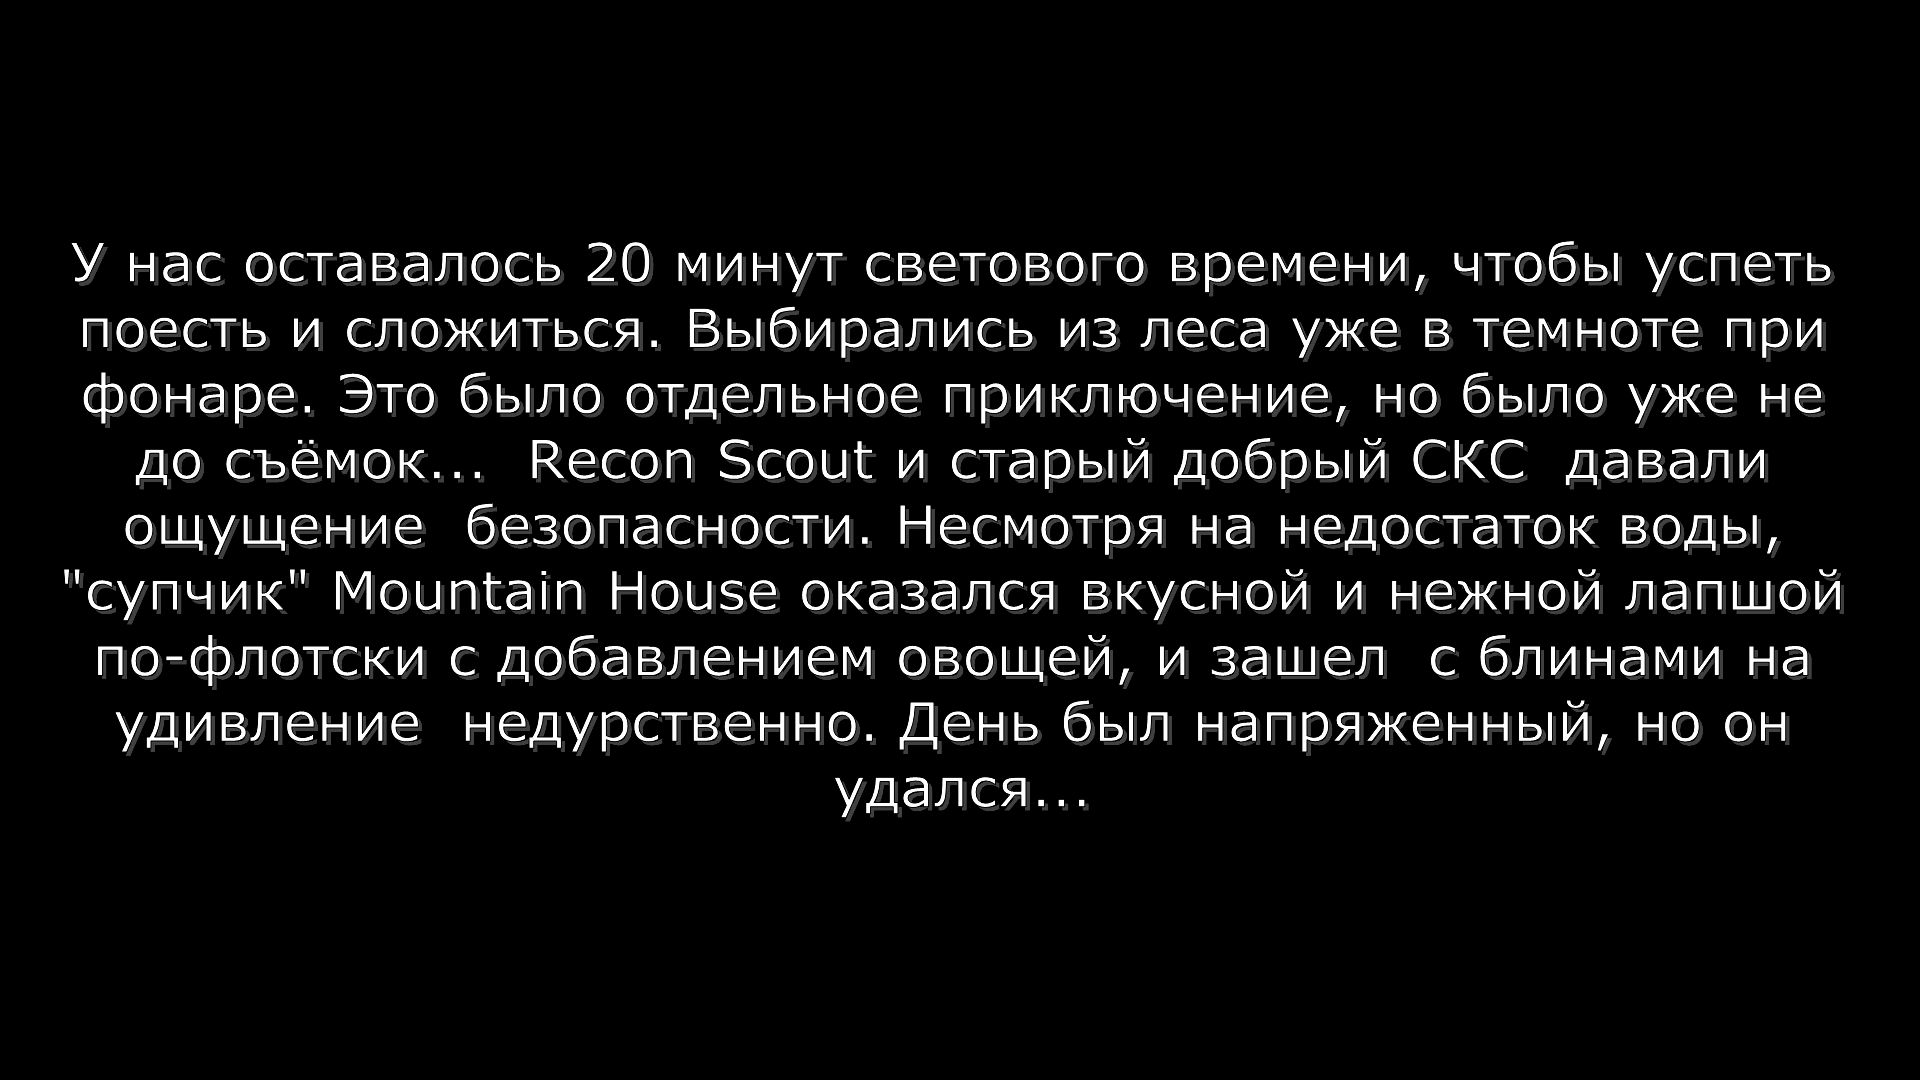 У нас оставалось 20 минут светового времени, чтобы успеть
поесть и сложиться. Выбирались из леса уже в темноте при
фонаре. Это было отдельное приключение, но было уже не
до съёмок...  Recon Scout и старый добрый СКС  давали
ощущение  безопасности. Несмотря на недостаток воды,
"супчик" Mountain House оказался вкусной и нежной лапшой
по-флотски с добавлением овощей, и зашел  с блинами на
удивление  недурственно. День был напряженный, но он
удался...